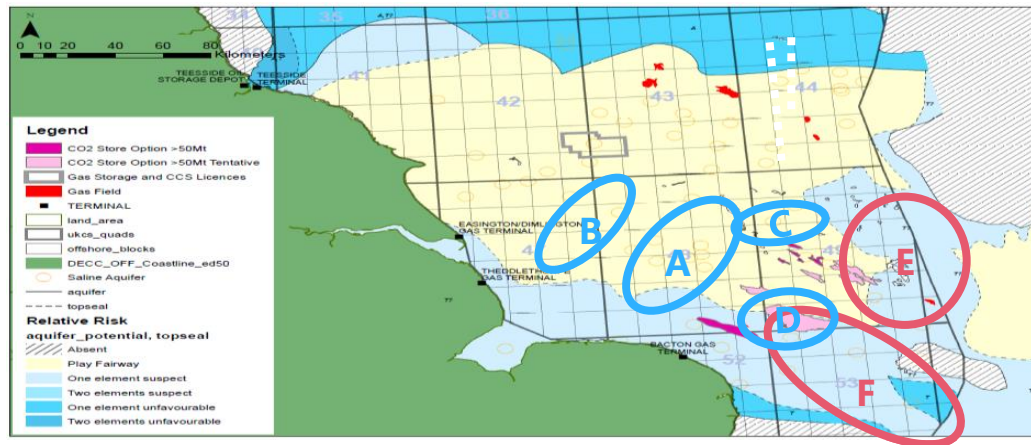 N
34
35
36
0 10 20 40 60 80
Kilometers
TEESSIDE OIL
STORAGE DEPOT
TEESSIDE
TERMINAL
41
42
43
44
Legend
CO2 Store Option >50Mt
CO2 Store Option >50Mt Tentative
Gas Storage and CCS Licences
Gas Field
TERMINAL
land_area
ukcs_quads
offshore_blocks
DECC_OFF_Coastline_ed50
Saline Aquifer
aquifer
topseal
Relative Risk
aquifer_potential, topseal
Absent
Play Fairway
One element suspect
Two elements suspect
One element unfavourable
Two elements unfavourable
EASINGTON/DIMLINGTON
GAS TERMINAL
B
A
C
49
E
GAS TERMINAL
D
BACTON GAS
TERMINAL
52
53
F